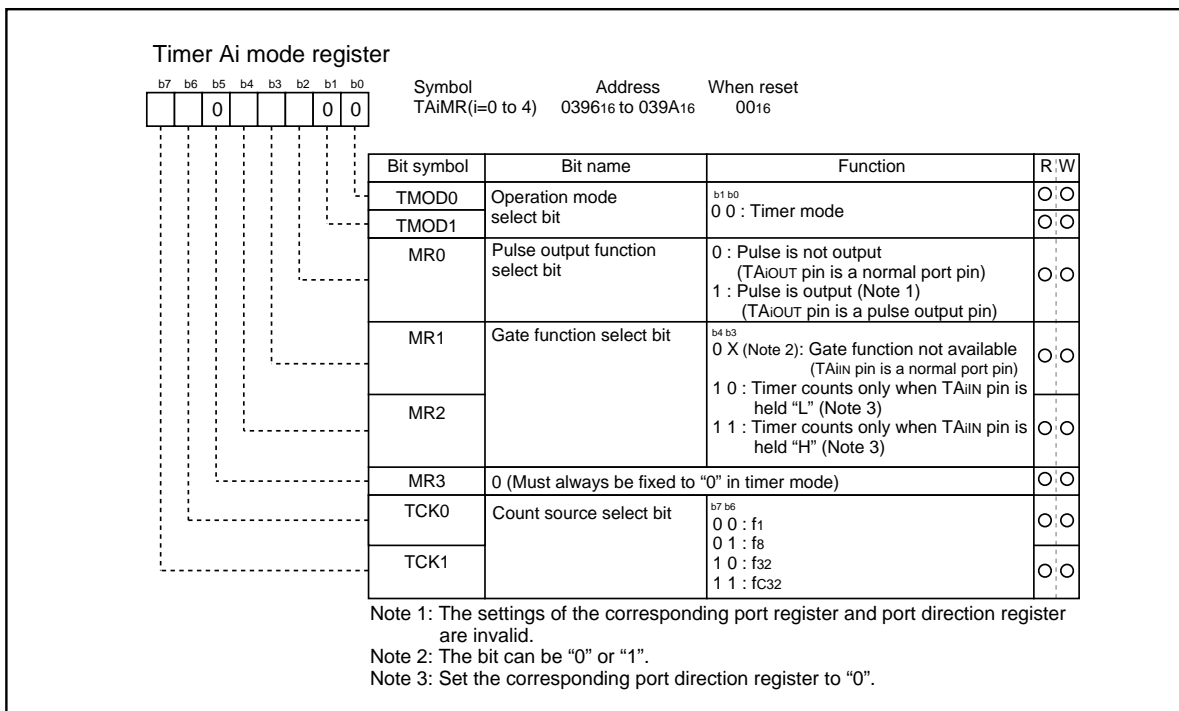 Timer Ai mode register
b7 b6 b5 b4 b3 b2 b1 b0
0 0 0
Symbol Address When reset
TAiMR(i=0 to 4) 039616 to 039A16 0016
Bit symbol Bit name Function R W
TMOD0 Operation mode select bit b1 b0
0 0 : Timer mode
TMOD1
MR0 Pulse output function select bit 0 : Pulse is not output
(TAiOUT pin is a normal port pin)
1 : Pulse is output (Note 1)
(TAiOUT pin is a pulse output pin)
MR1 Gate function select bit b4 b3
0 X (Note 2): Gate function not available
(TAiIN pin is a normal port pin)
1 0 : Timer counts only when TAiIN pin is
held “L” (Note 3)
MR2
1 1 : Timer counts only when TAiIN pin is
held “H” (Note 3)
MR3 0 (Must always be fixed to “0” in timer mode)
TCK0 Count source select bit b7 b6
0 0 : f1
0 1 : f8
TCK1
1 0 : f32
1 1 : fC32
Note 1: The settings of the corresponding port register and port direction register
are invalid.
Note 2: The bit can be “0” or “1”.
Note 3: Set the corresponding port direction register to “0”.